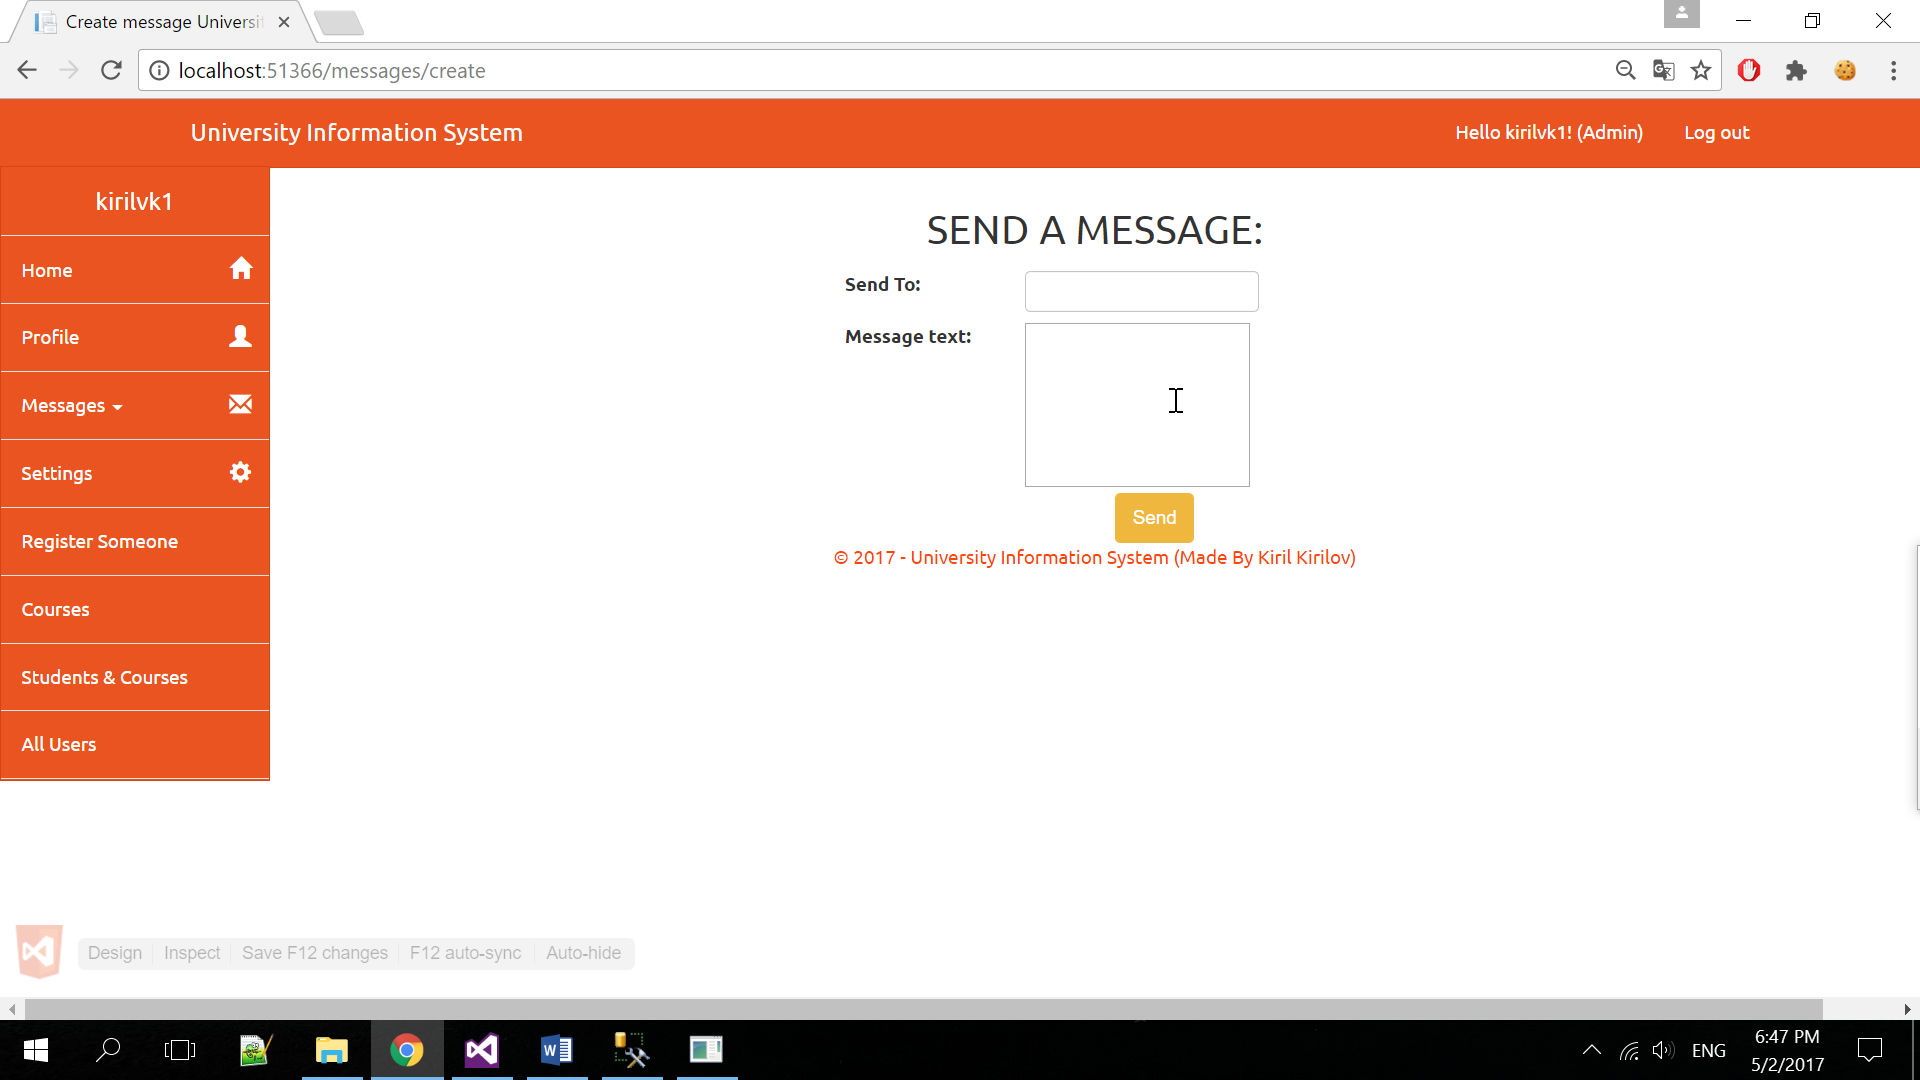 Create message Universit
localhost:51366/messages/create
University Information System
Hello kirilvk1! (Admin)
Log out
kirilvk1
Home
Profile
Messages
Settings
Register Someone
Courses
Students & Courses
All Users
SEND A MESSAGE:
Send To:
Message text:
Send
© 2017 - University Information System (Made By Kiril Kirilov)
Design
Inspect
Save F12 changes
F12 auto-sync
Auto-hide
ENG
6:47 PM
5/2/2017